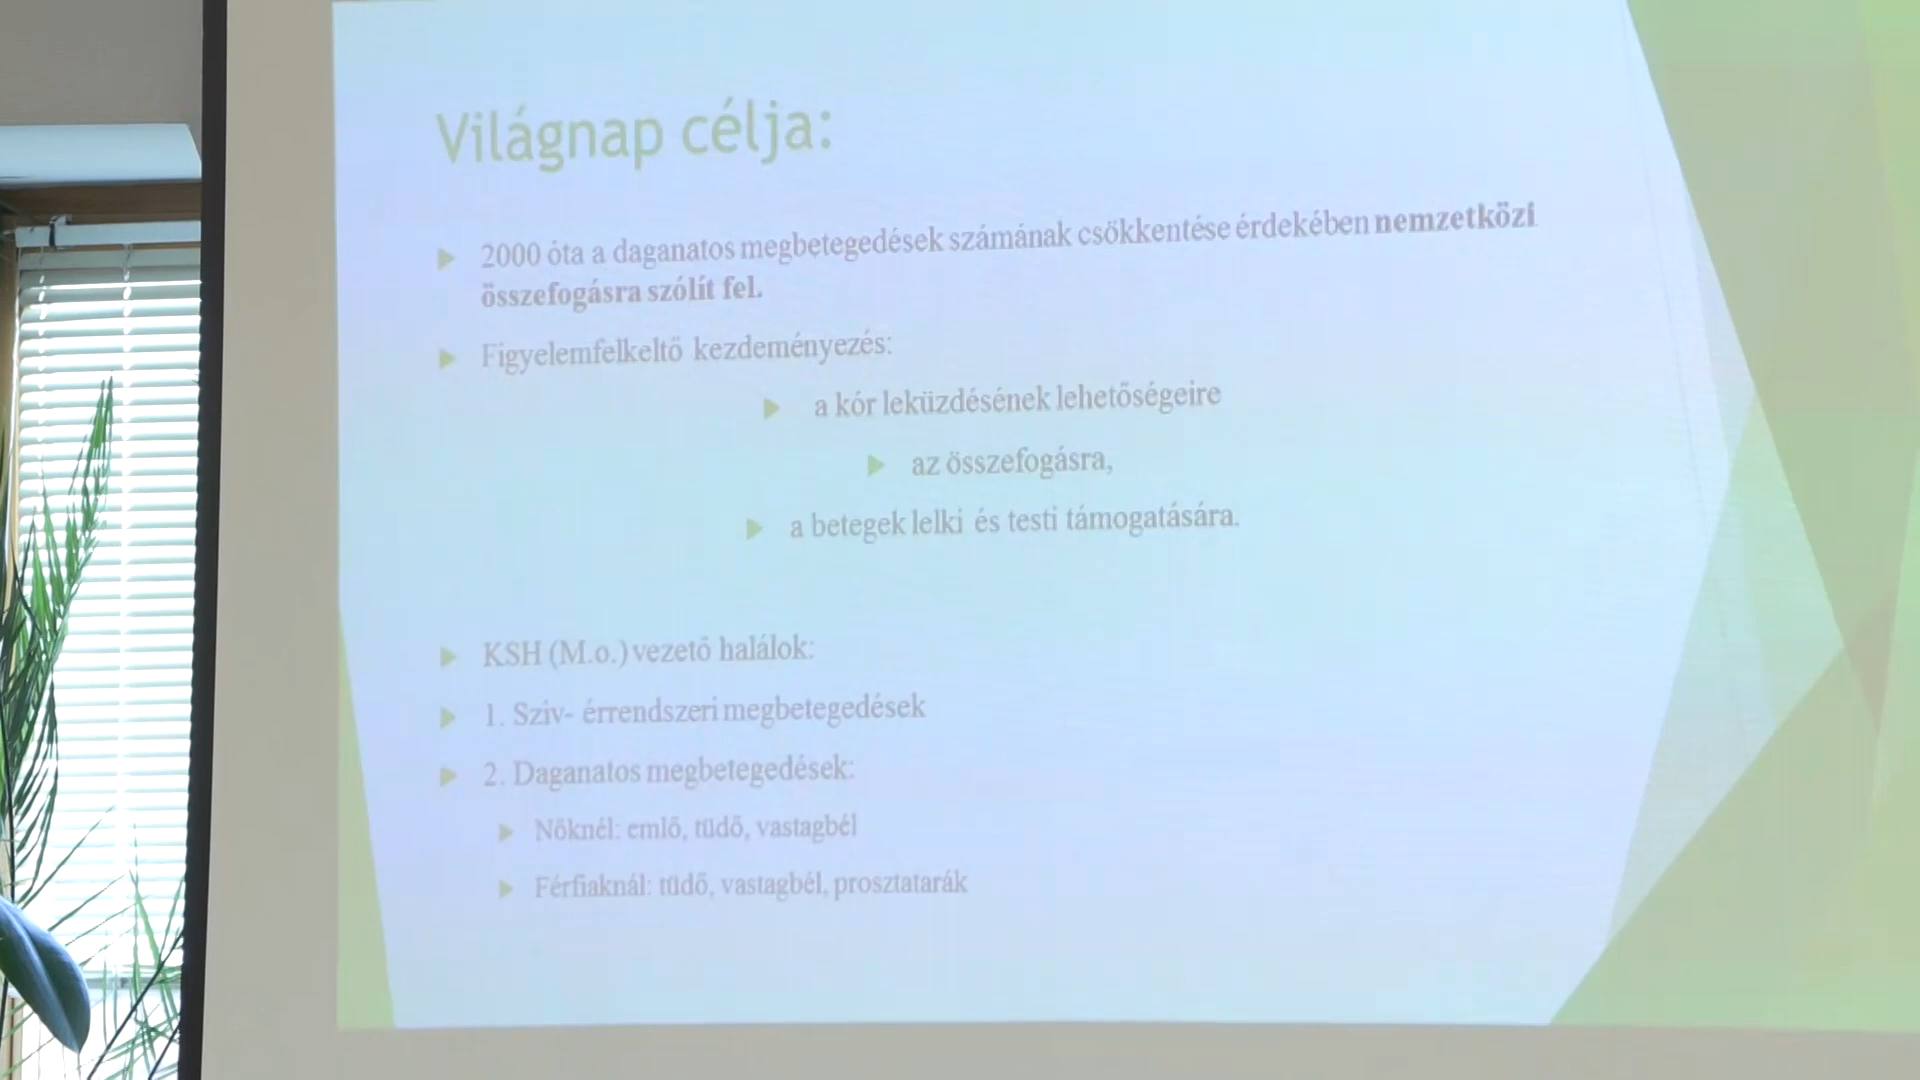 Világnap célja:
2000 óta a daganatos megbetegedések számának csökkentése érdekében nemzetközi
összefogásra szólít fel.
Figyelemfelkeltő kezdeményezés:
a kór leküzdésének lehetőségeire
az összefogásra,
a betegek lelki és testi támogatására.
KSH (M.o.) vezető halálok:
1. Szív- érrendszeri megbetegedések
2. Daganatos megbetegedések:
Nőknél: emlő, tüdő, vastagbél
Férfiaknál: tüdő, vastagbél, prosztatarák